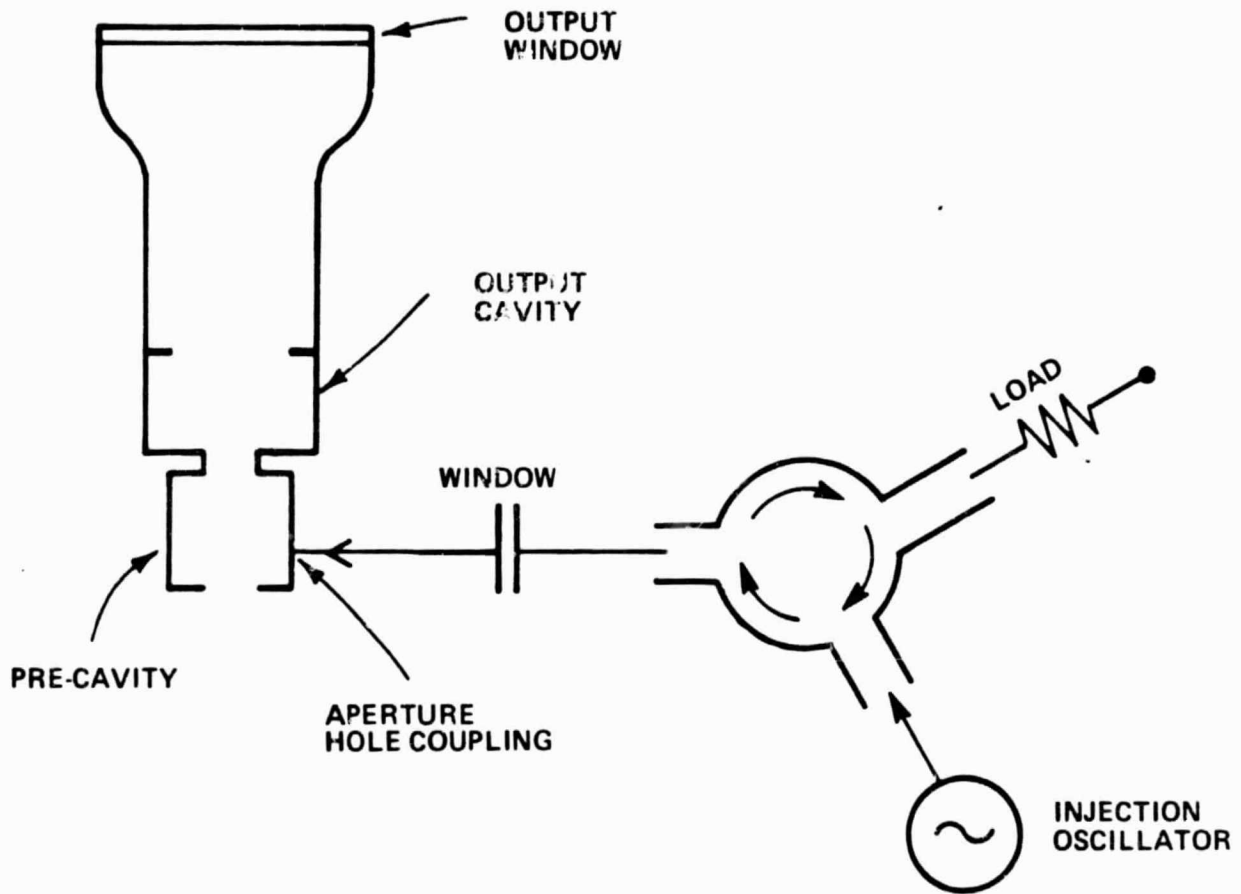 OUTPUT
WINDOW
OUTPUT
CAVITY
LOAD
WINDOW
PRE-CAVITY
APERTURE
HOLE COUPLING
INJECTION
OSCILLATOR